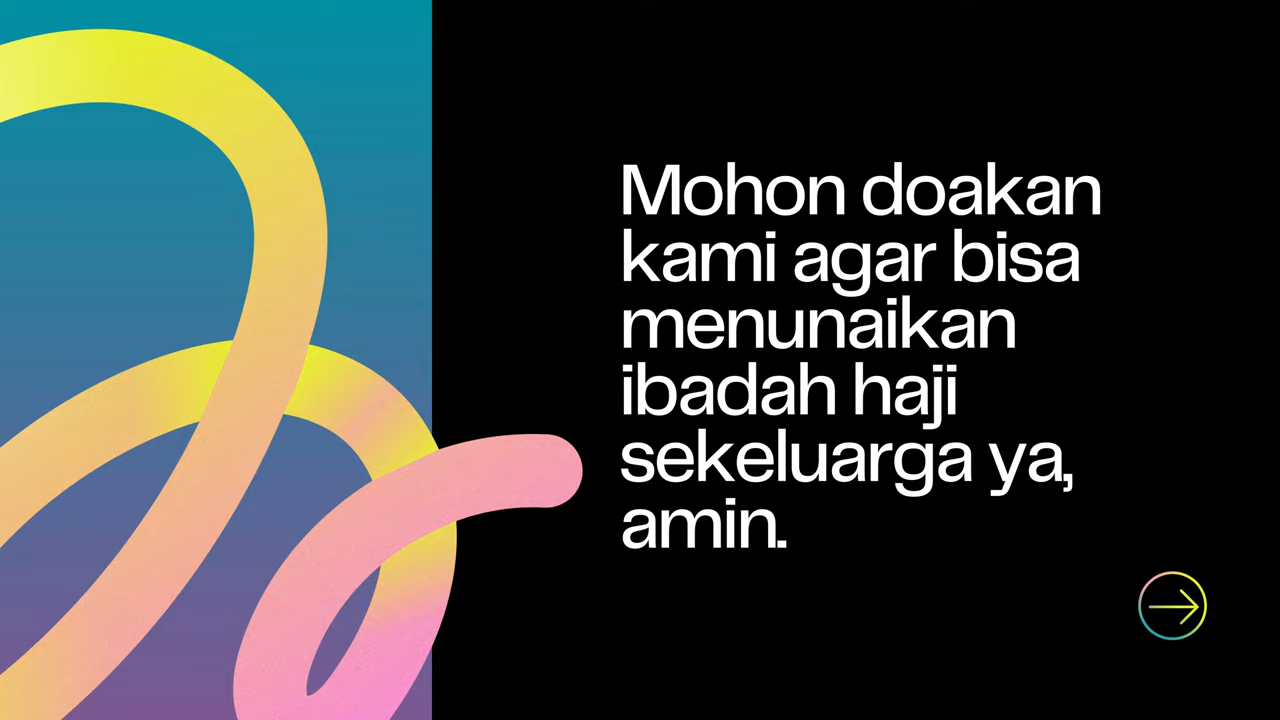 Mohon doakan
kami agar bisa
menunaikan
ibadah haji
sekeluarga ya,
amin.